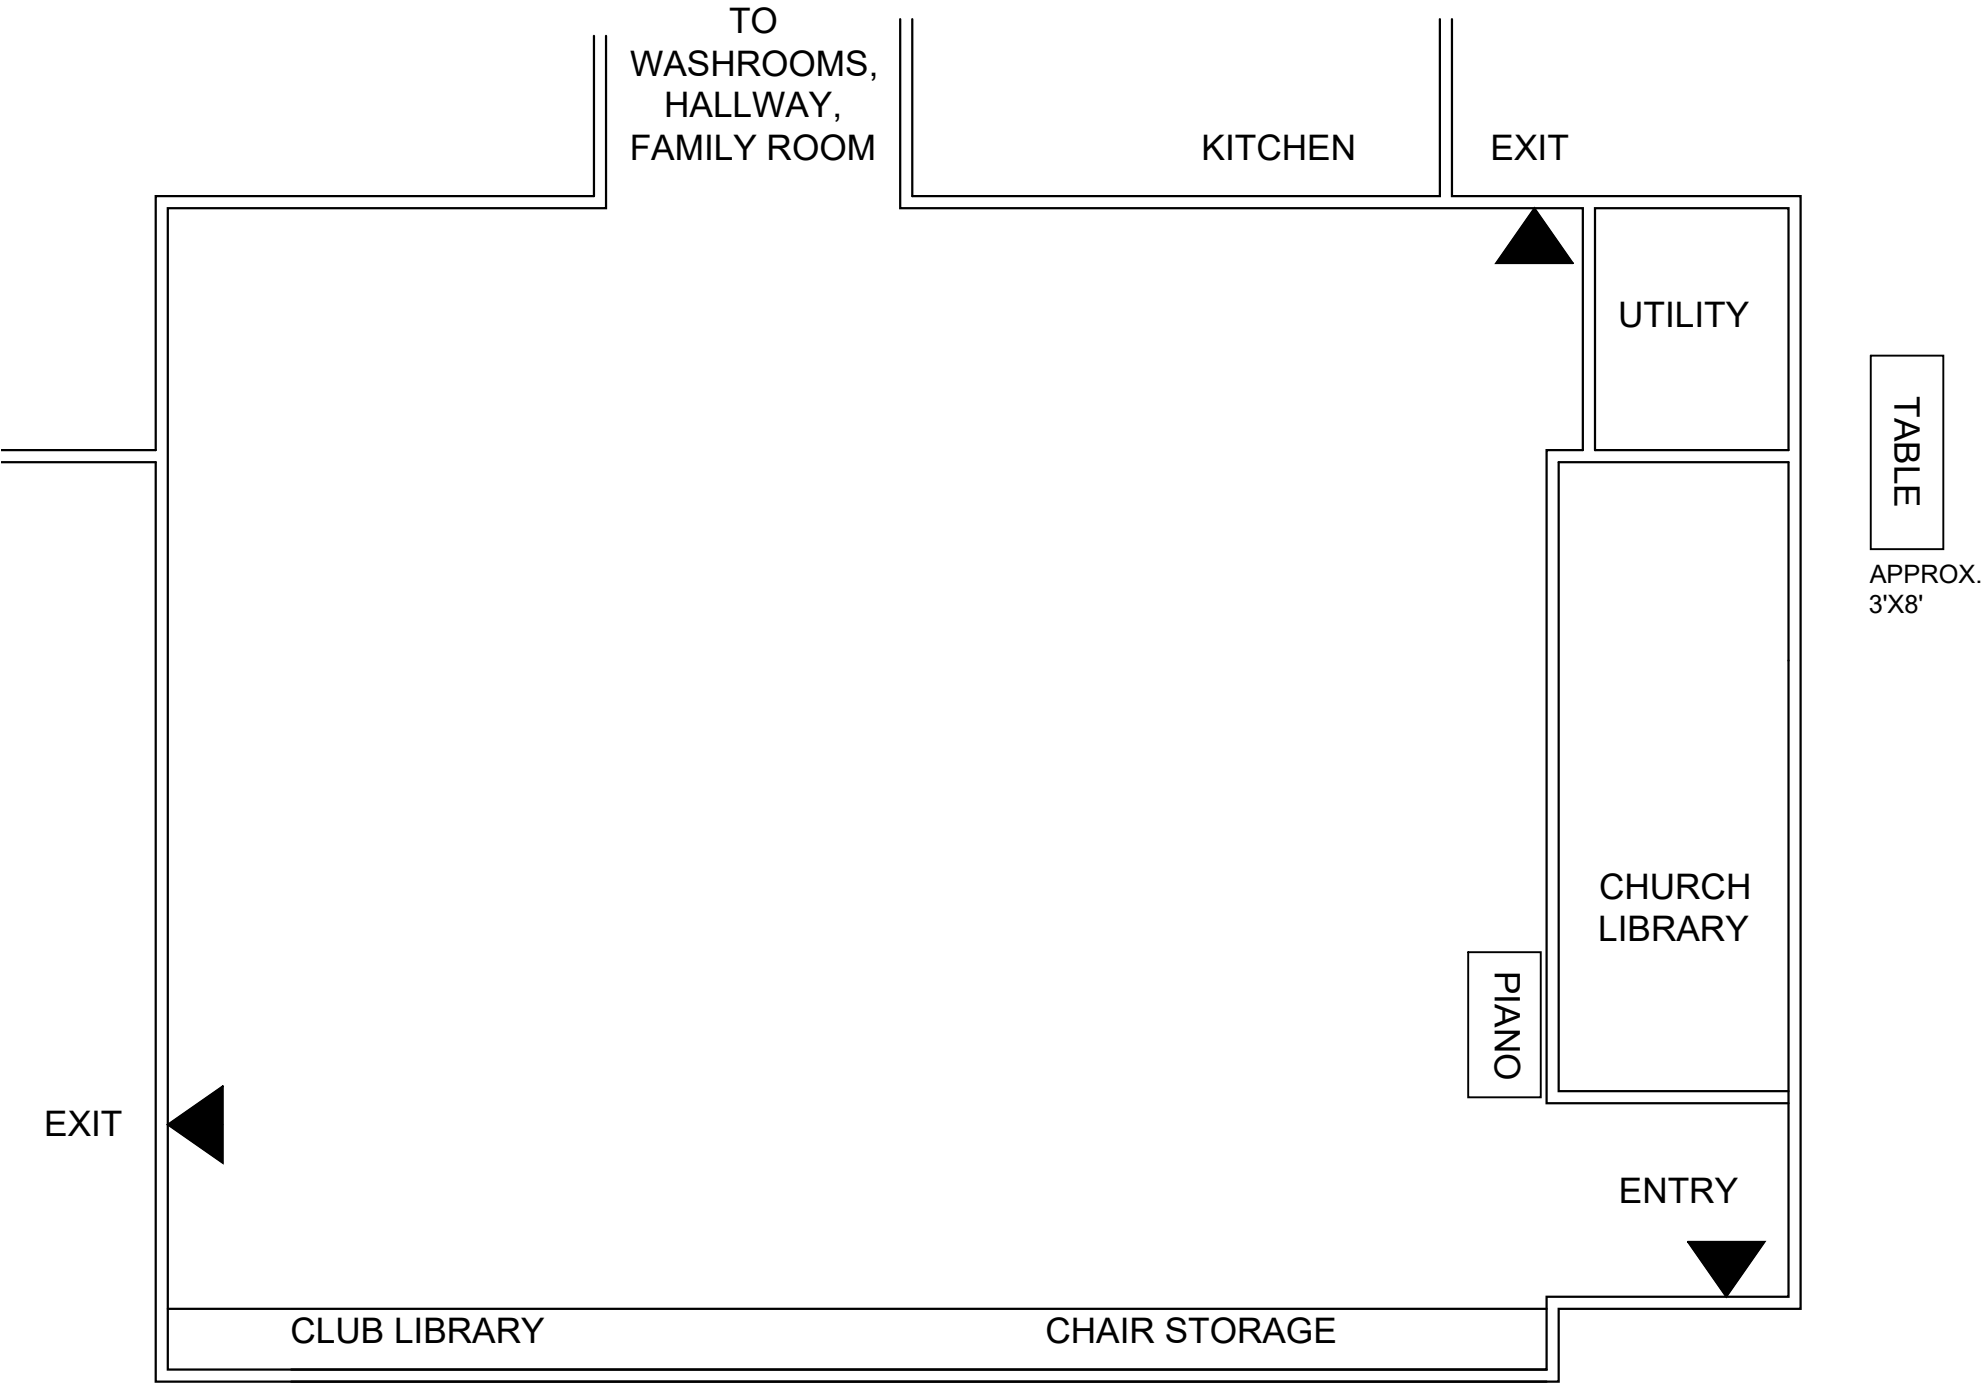 TO
WASHROOMS,
HALLWAY,
FAMILY ROOM
KITCHEN
EXIT
UTILITY
TABLE
APPROX.
3'X8'
CHURCH
LIBRARY
PIANO
EXIT
ENTRY
CLUB LIBRARY
CHAIR STORAGE